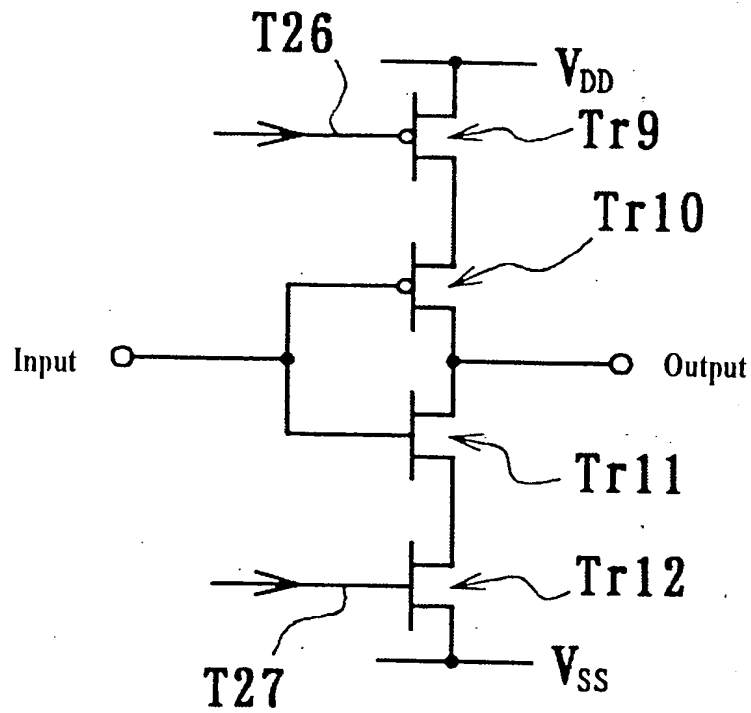 T26
VDD
Tr9
Tr10
Input
Output
Tr11
Tr12
T27
VSS